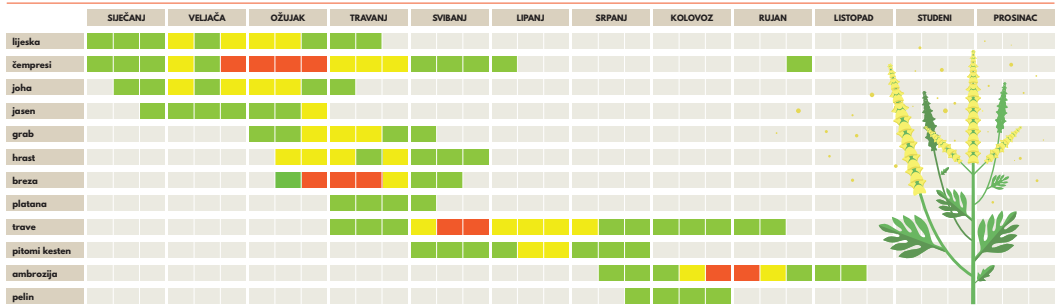 SIJEČANJ VELJAČA OŽUJAK TRAVANJ SVIBANJ LIPANJ SRPANJ KOLOVOZ RUJAN LISTOPAD STUDENI PROSINAC
lijeska
čempresi
joha
jasen
grab
hrast
breza
platana
trave
pitomi kesten
ambrozija
pelin